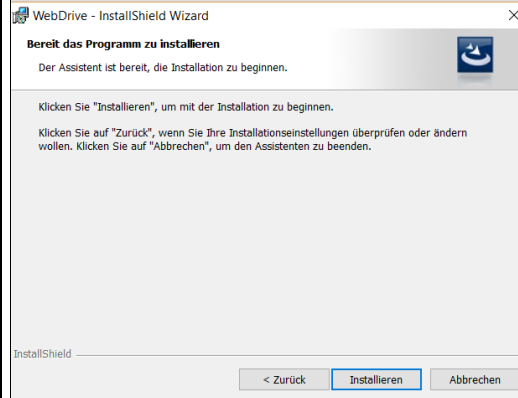 WebDrive - InstallShield Wizard
Bereit das Programm zu installieren
Der Assistent ist bereit, die Installation zu beginnen.
Klicken Sie "Installieren", um mit der Installation zu beginnen.
Klicken Sie auf "Zurück", wenn Sie Ihre Installationseinstellungen überprüfen oder ändern
wollen. Klicken Sie auf "Abbrechen", um den Assistenten zu beenden.
InstallShield
< Zurück Installieren Abbrechen